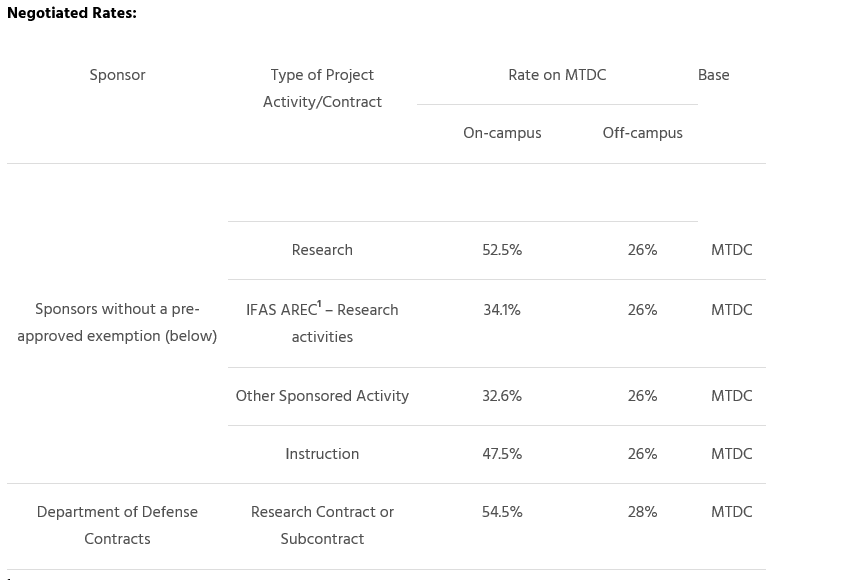 Negotiated Rates:
Sponsor Type of Project Rate on MTDC Base
Activity/Contract
On-campus Off-campus
Research 52.5% 26% MTDC
Sponsors without a pre- IFAS AREC¹ – Research 34.1% 26% MTDC
approved exemption (below) activities
Other Sponsored Activity 32.6% 26% MTDC
Instruction 47.5% 26% MTDC
Department of Defense Research Contract or 54.5% 28% MTDC
Contracts Subcontract